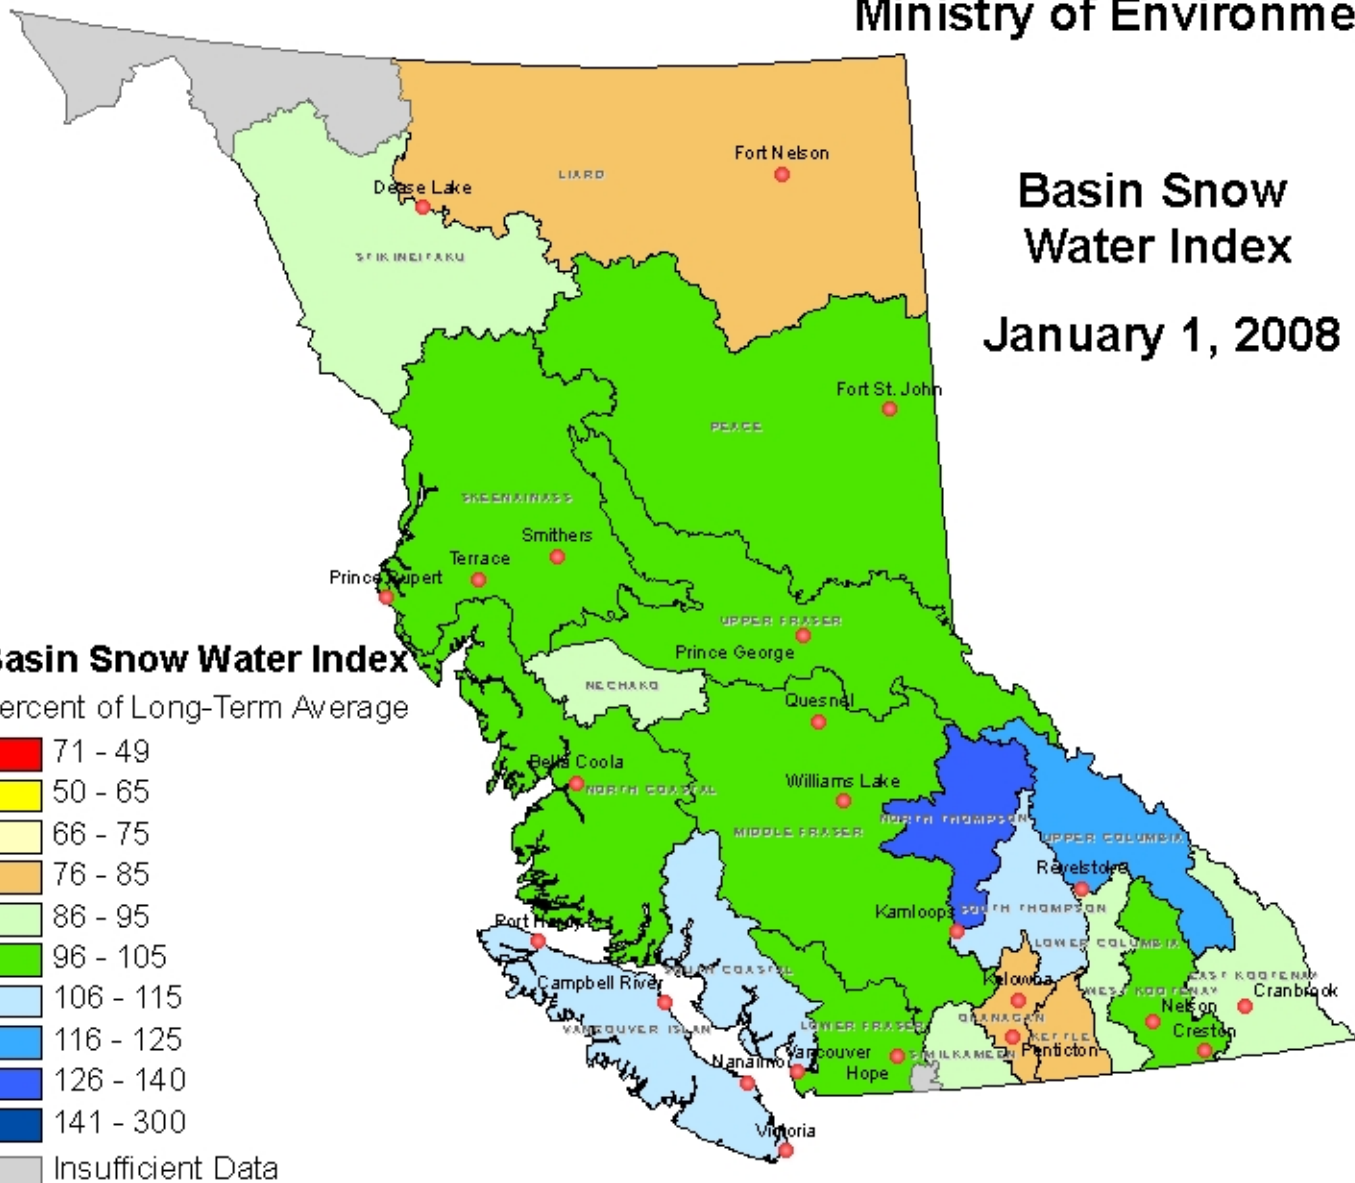 Ministry of Environme
Basin Snow
Water Index
January 1, 2008
Fort Nelson
LIARD
Dease Lake
Fort St. John
PEACE
Smithers
Terrace
Prince Rupert
UPPER FRASER
Prince George
NECHAKO
Quesnel
Bella Coola
NORTH COASTAL
Williams Lake
MIDDLE FRASER
NORTH THOMPSON
UPPER COLUMBIA
Revelstoke
Kamloops
SOUTH THOMPSON
Port Hardy
LOWER COLUMBIA
SOUTH COASTAL
EAST KOOTENAY
Campbell River
Kelowna
WEST KOOTENAY
Cranbrook
Nelson
OKANAGAN
VANCOUVER ISLAN
LOWER FRASER
Creston
KETTLE
Vancouver
SIMILKAMEEN
Penticton
Nanaimo
Hope
Victoria
Basin Snow Water Index
ercent of Long-Term Average
71 - 49
50 - 65
66 - 75
76 - 85
86 - 95
96 - 105
106 - 115
116 - 125
126 - 140
141 - 300
Insufficient Data